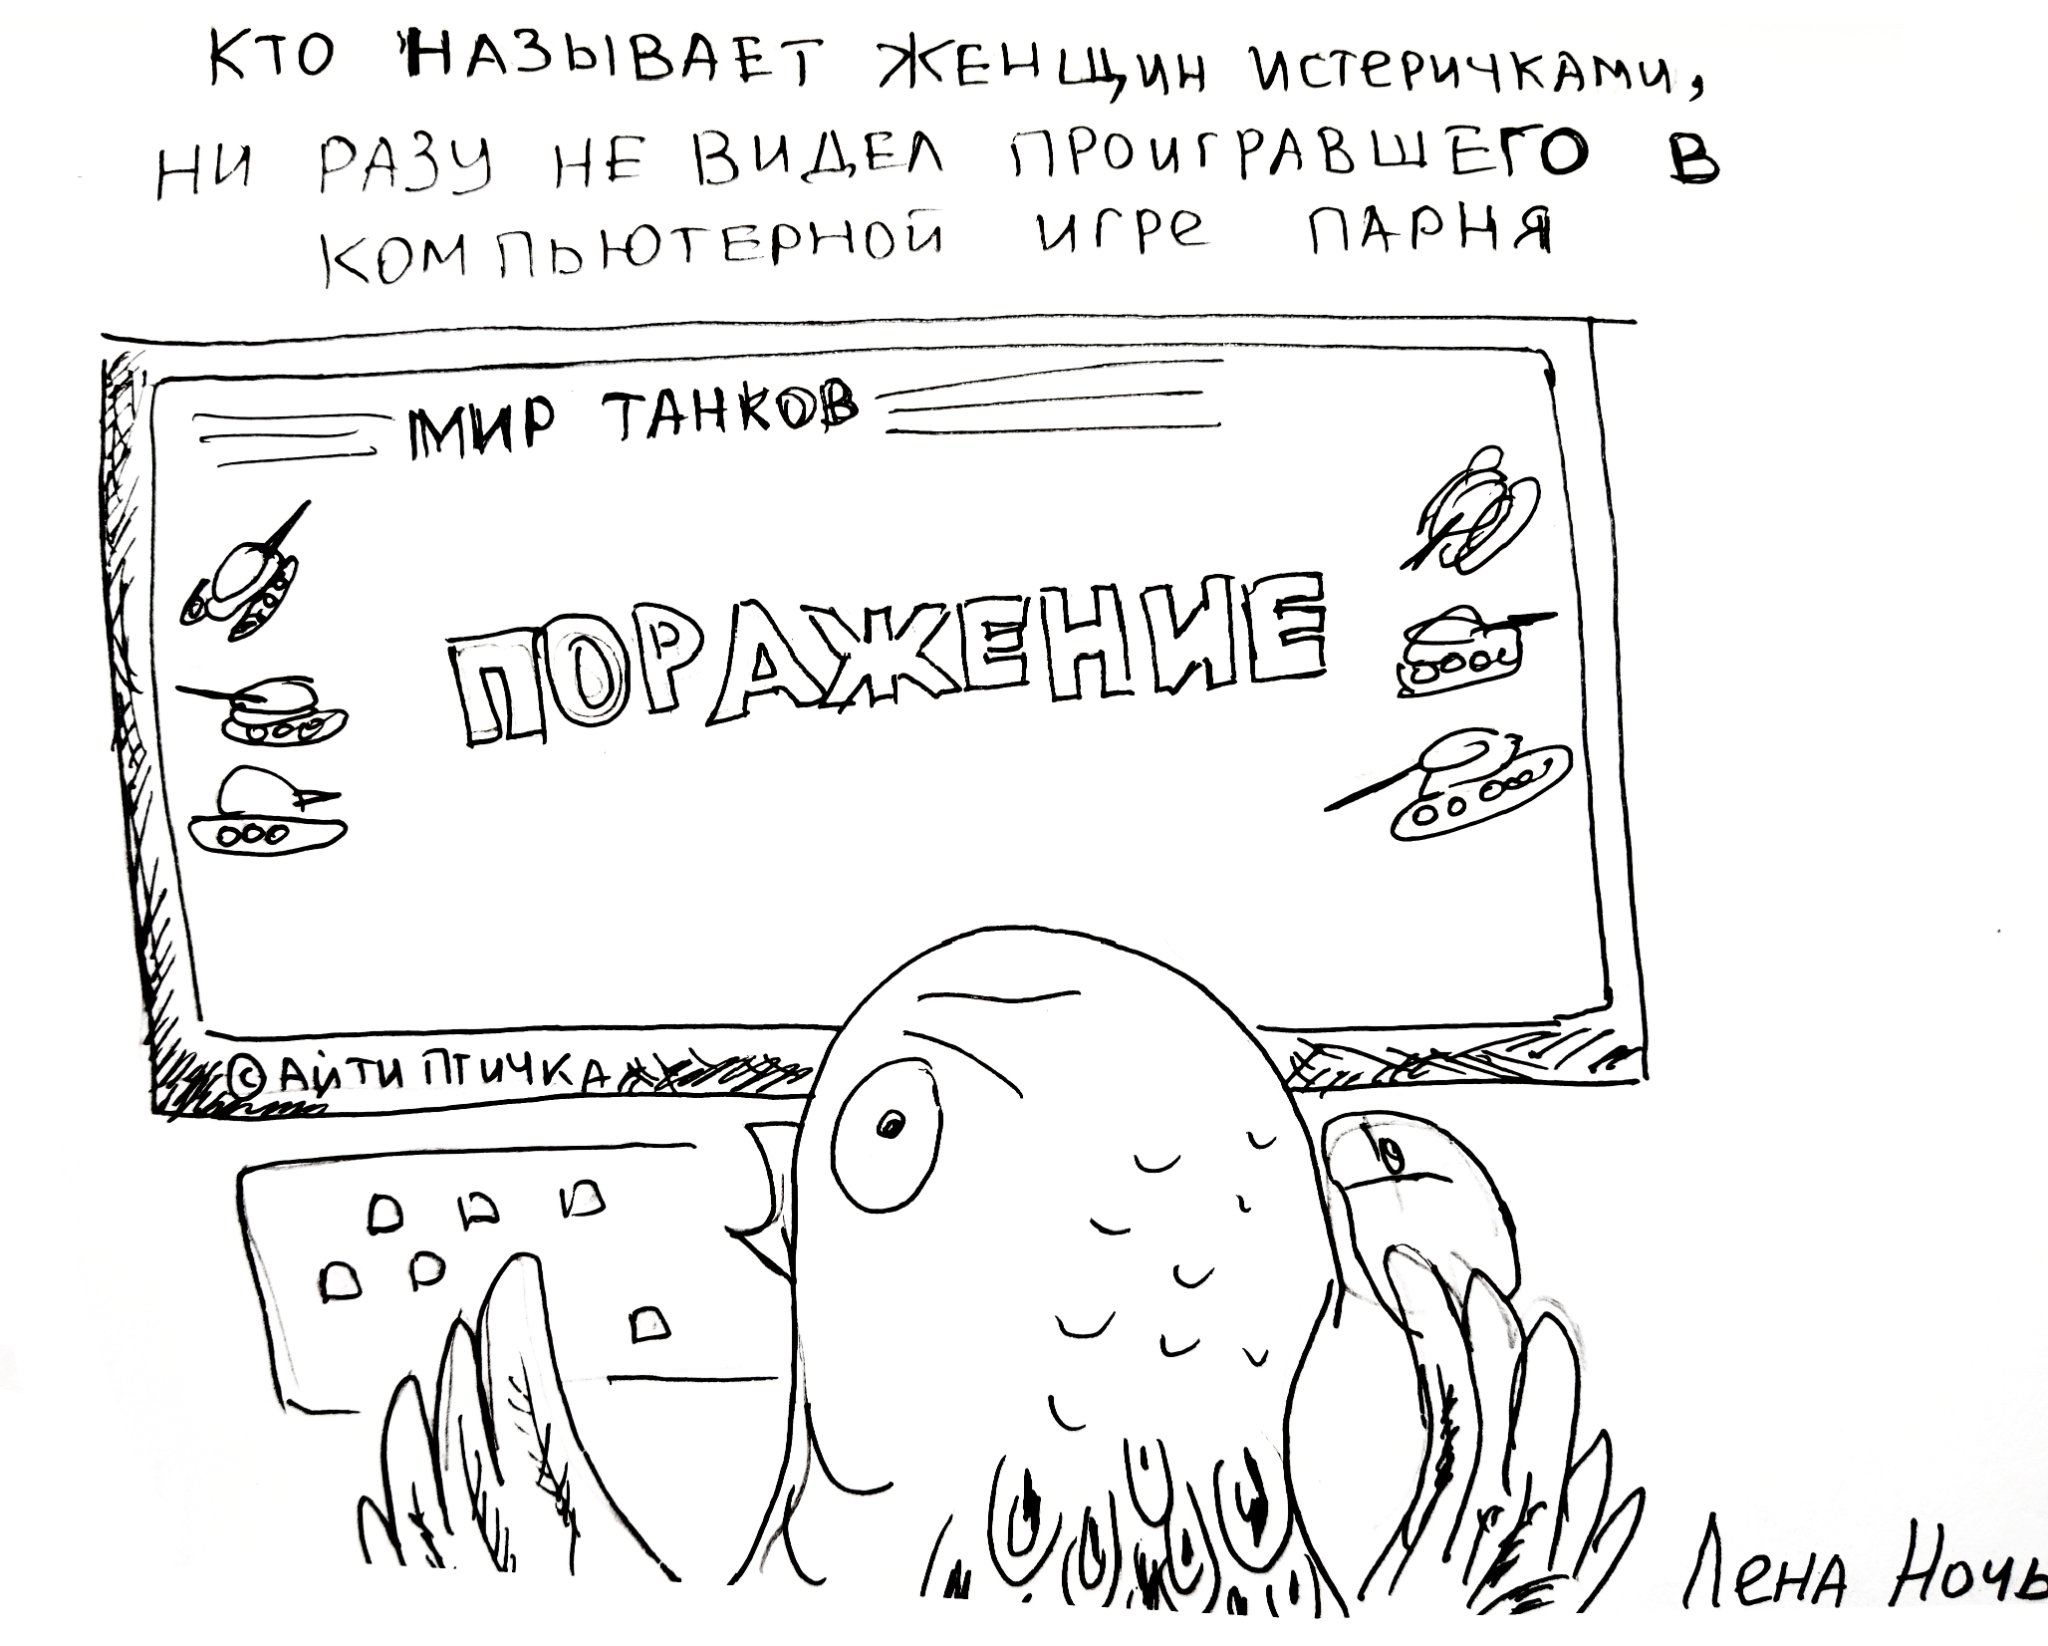 КТО НАЗЫВАЕТ ЖЕНЩИН ИСТЕРИЧКАМИ,
НИ РАЗУ НЕ ВИДЕЛ ПРОИГРАВШЕГО В
КОМПЬЮТЕРНОЙ ИГРЕ ПАРНЯ
МИР ТАНКОВ
ПОРАЖЕНИЕ
© АЙТИ ПТИЧКА
Лена Ночь